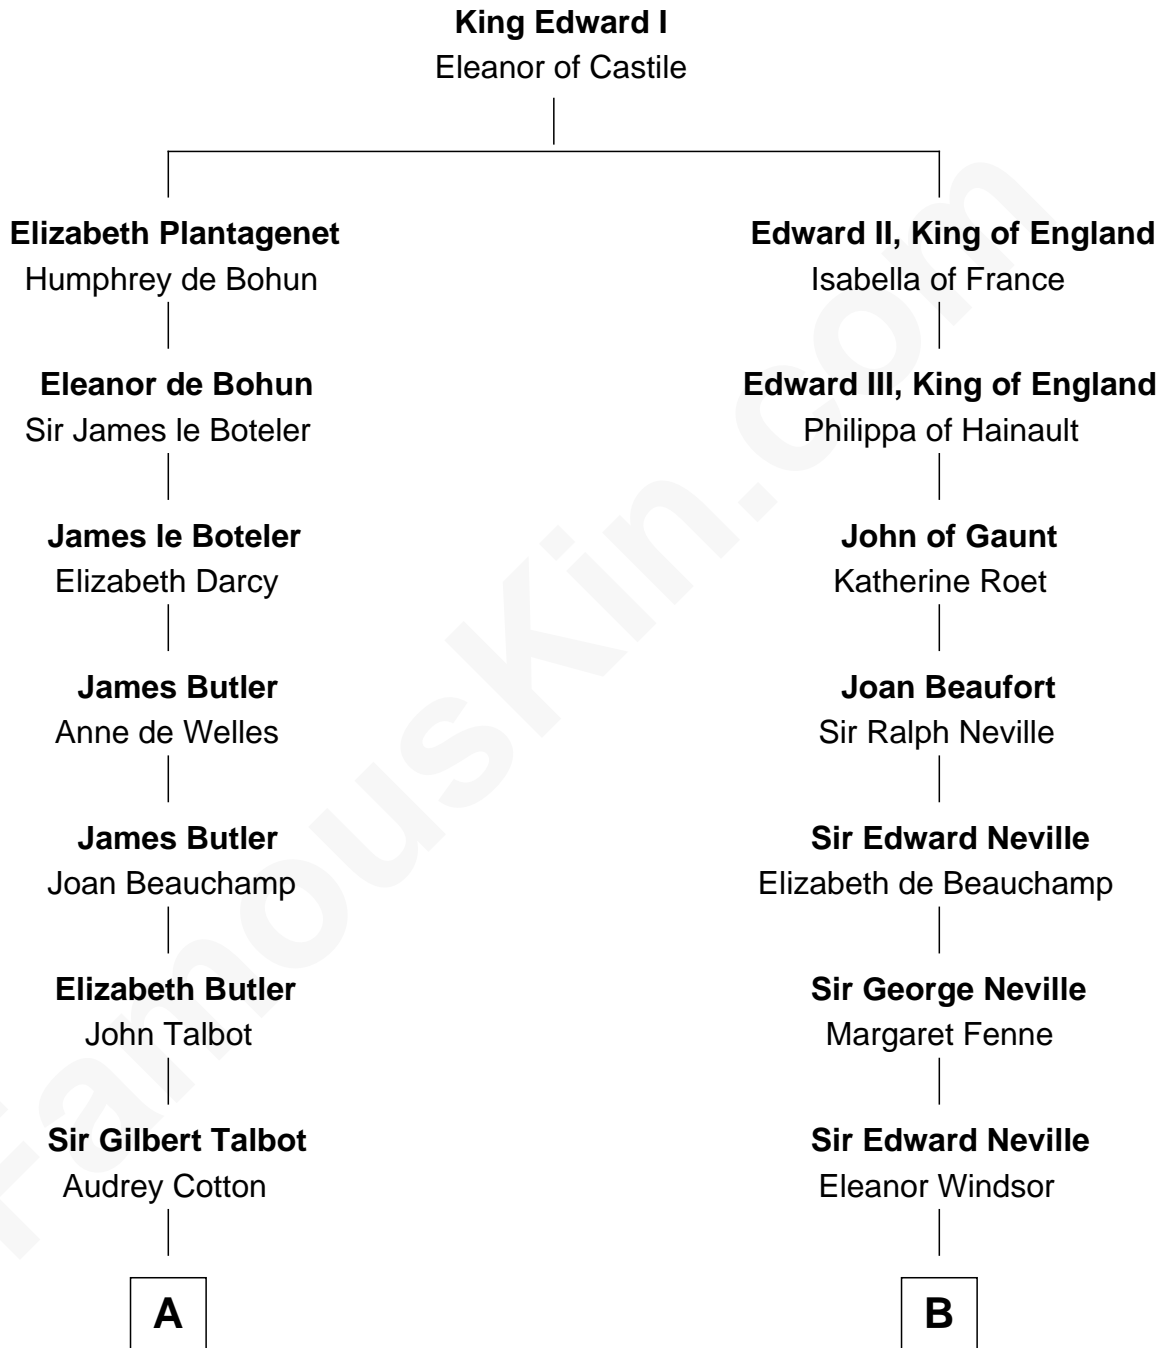 King Edward I
Eleanor of Castile
Elizabeth Plantagenet
Humphrey de Bohun
Edward II, King of England
Isabella of France
Eleanor de Bohun
Sir James le Boteler
Edward III, King of England
Philippa of Hainault
James le Boteler
Elizabeth Darcy
John of Gaunt
Katherine Roet
James Butler
Anne de Welles
Joan Beaufort
Sir Ralph Neville
James Butler
Joan Beauchamp
Sir Edward Neville
Elizabeth de Beauchamp
Elizabeth Butler
John Talbot
Sir George Neville
Margaret Fenne
Sir Gilbert Talbot
Audrey Cotton
Sir Edward Neville
Eleanor Windsor
A
B
FamousKin.com